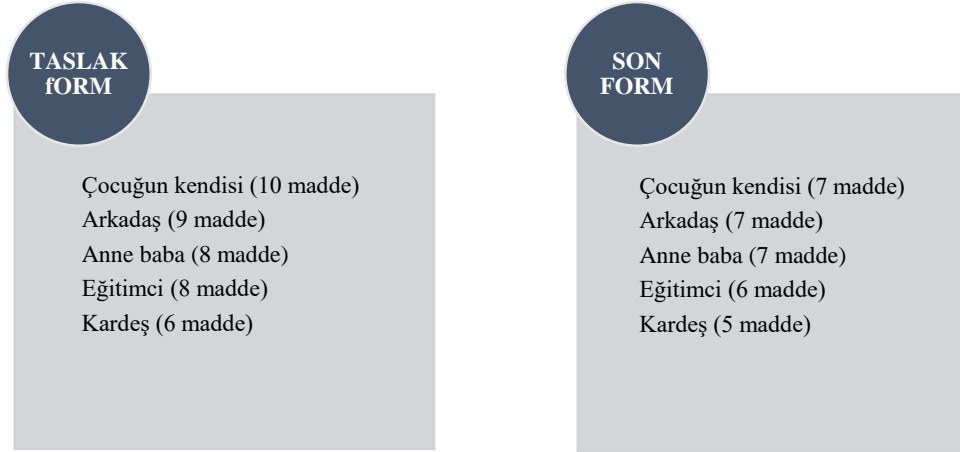 TASLAK
fORM
Çocuğun kendisi (10 madde)
Arkadaş (9 madde)
Anne baba (8 madde)
Eğitimci (8 madde)
Kardeş (6 madde)
SON
FORM
Çocuğun kendisi (7 madde)
Arkadaş (7 madde)
Anne baba (7 madde)
Eğitimci (6 madde)
Kardeş (5 madde)